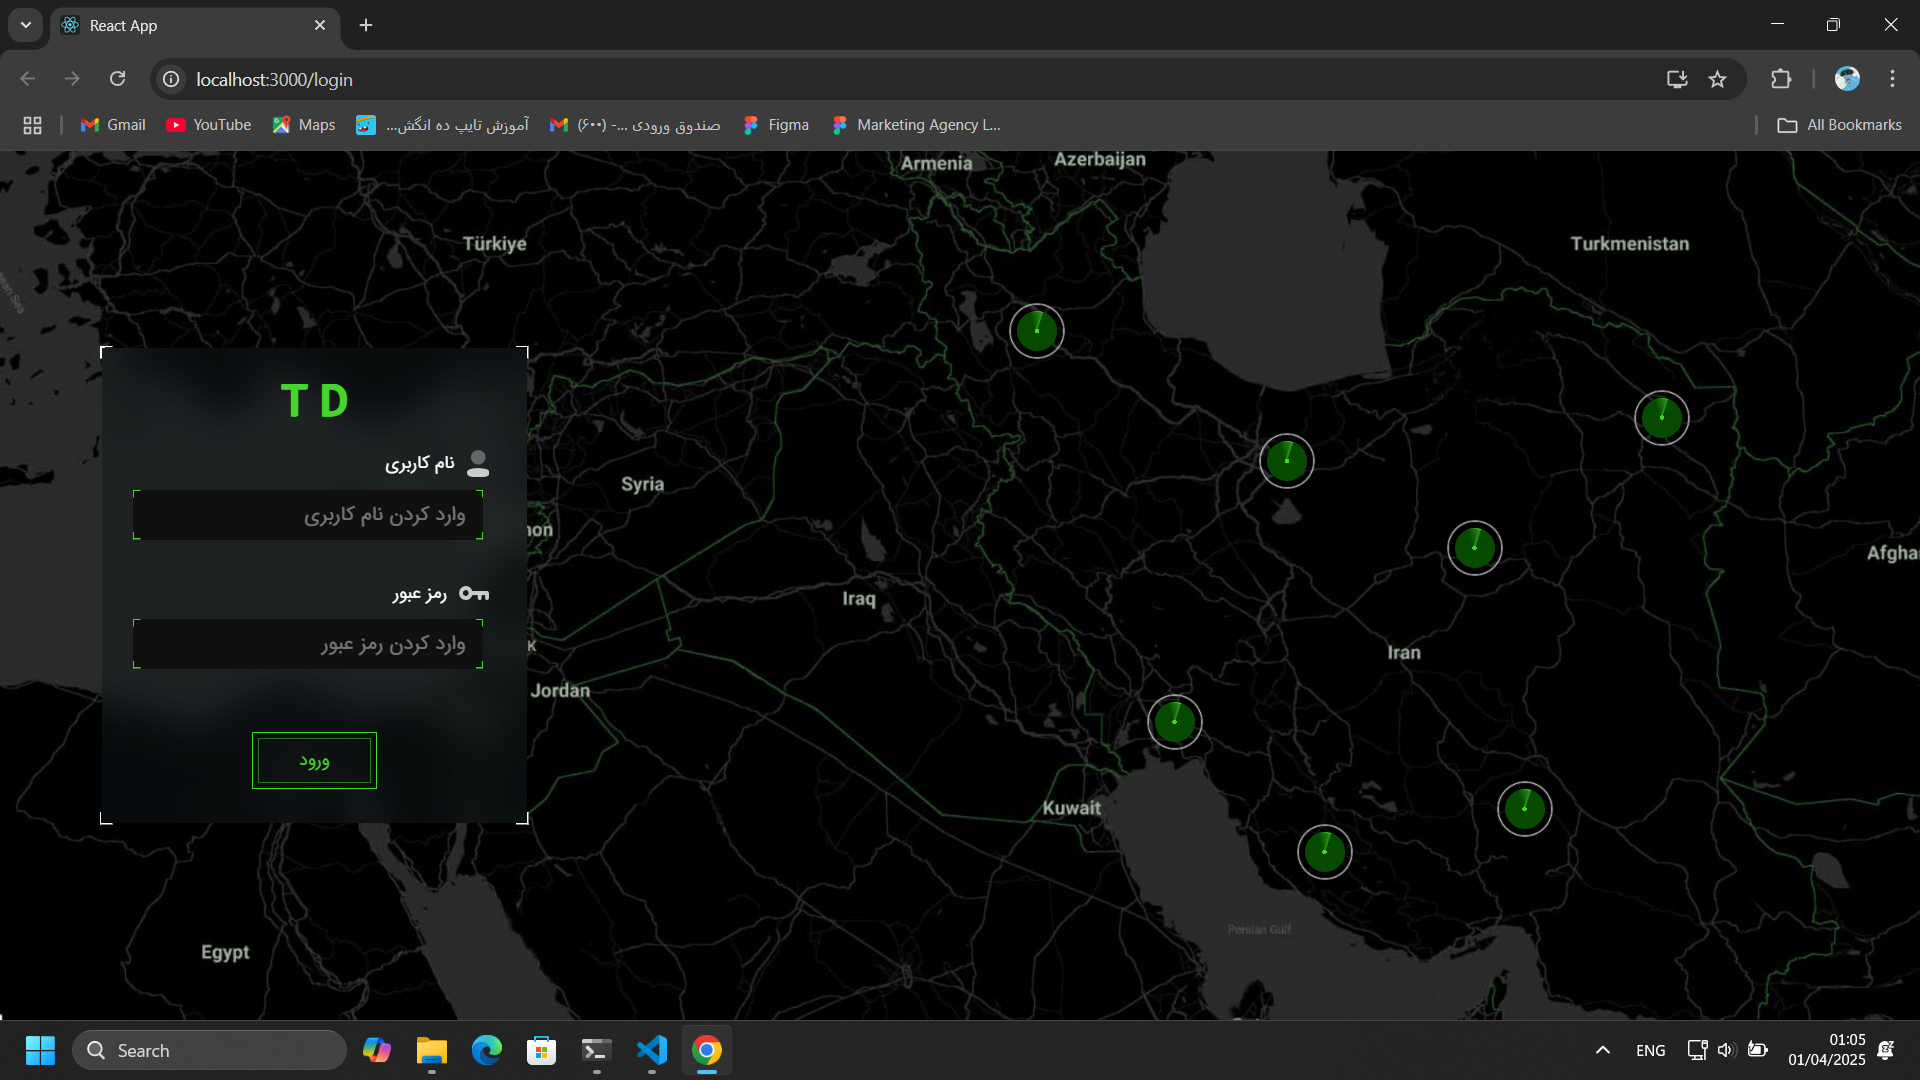 React App
localhost:3000/login
Gmail
YouTube
Maps
آموزش تایپ ده انگش...
صندوق ورودی ...- (۶۰۰)
Figma
Marketing Agency L...
All Bookmarks
Armenia
Azerbaijan
Türkiye
Turkmenistan
T D
نام کاربری
وارد کردن نام کاربری
Syria
non
Afghan
رمز عبور
Iraq
وارد کردن رمز عبور
K
Iran
Jordan
ورود
Kuwait
Persian Gulf
Egypt
Search
ENG
01:05
01/04/2025